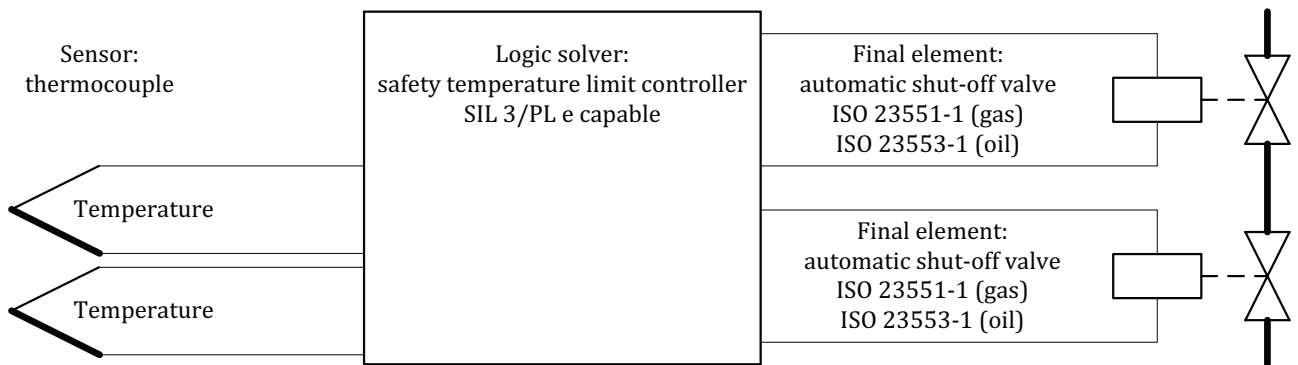 Sensor:
thermocouple
Temperature
Temperature
Logic solver:
safety temperature limit controller
SIL 3/PL e capable
Final element:
automatic shut-off valve
ISO 23551-1 (gas)
ISO 23553-1 (oil)
Final element:
automatic shut-off valve
ISO 23551-1 (gas)
ISO 23553-1 (oil)